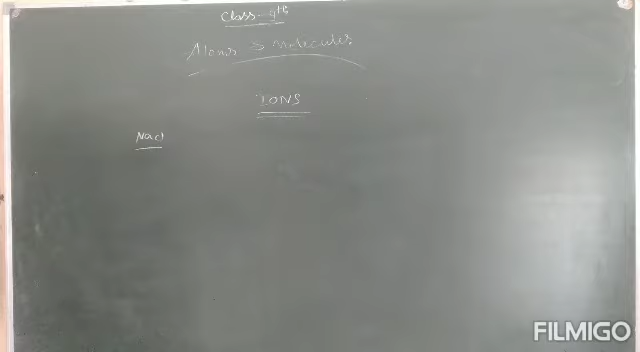 Class-9th
Atoms & molecules
IONS
Nacl
FILMIGO